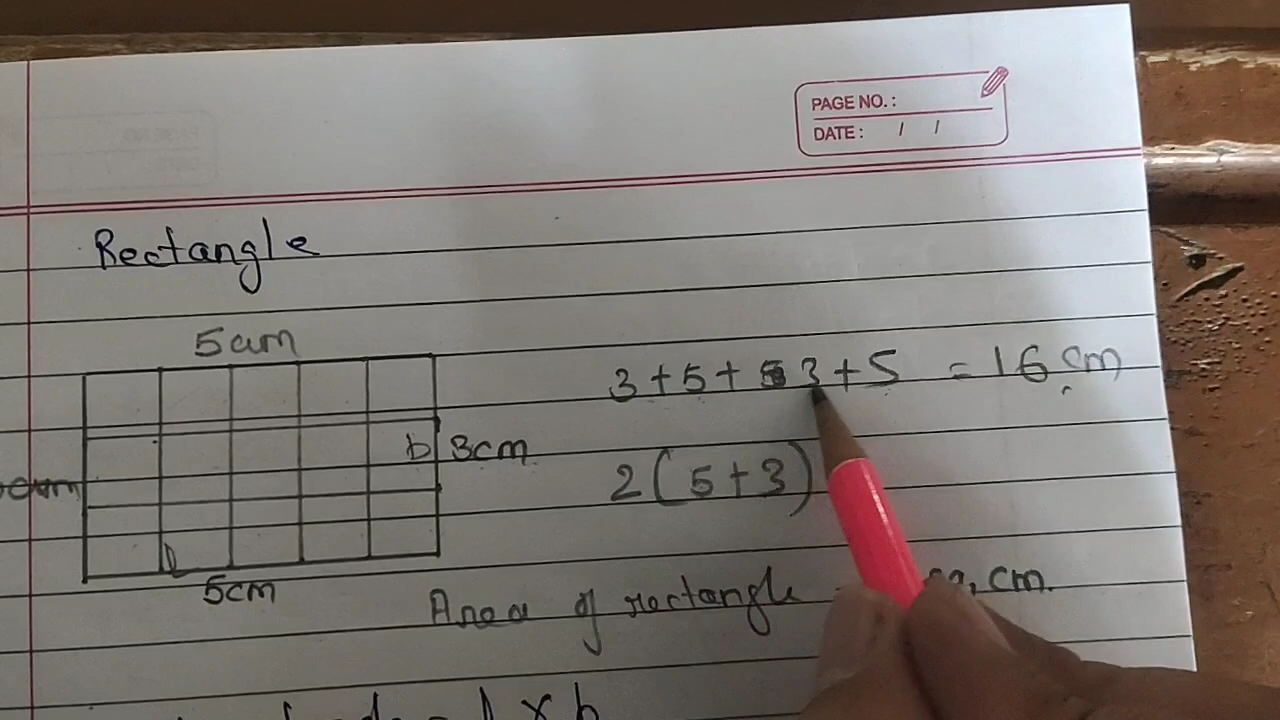 PAGE NO. :
DATE : / /
Rectangle
5cm
3 + 5 + 3 + 5 = 16 cm
b 3cm
2 ( 5 + 3 )
l
5cm
Area of rectangle cm.
l × b